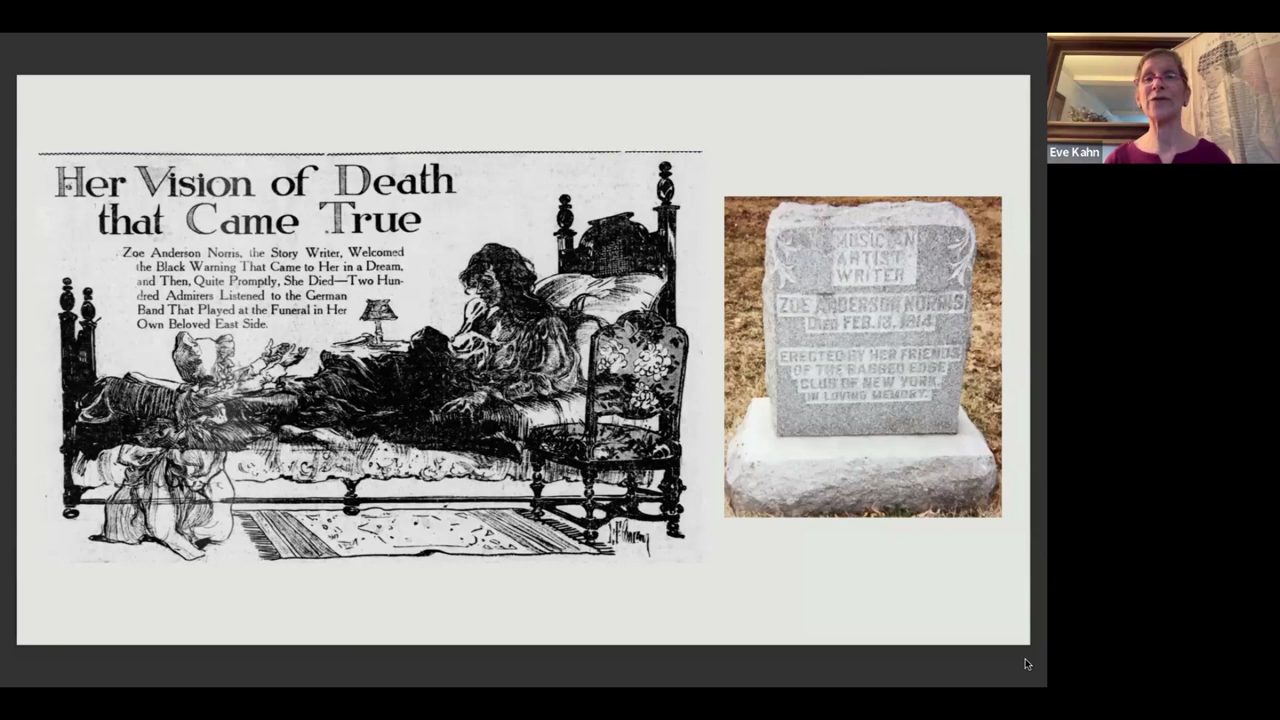 Her Vision of Death
that Came True
Zoe Anderson Norris, the Story Writer, Welcomed
the Black Warning That Came to Her in a Dream,
and Then, Quite Promptly, She Died—Two Hun-
dred Admirers Listened to the German
Band That Played at the Funeral in Her
Own Beloved East Side.
MUSICIAN
ARTIST
WRITER
ZOE ANDERSON NORRIS
DIED FEB. 13, 1914
ERECTED BY HER FRIENDS
OF THE RAGGED EDGE
CLUB OF NEW YORK
IN LOVING MEMORY.
Eve Kahn